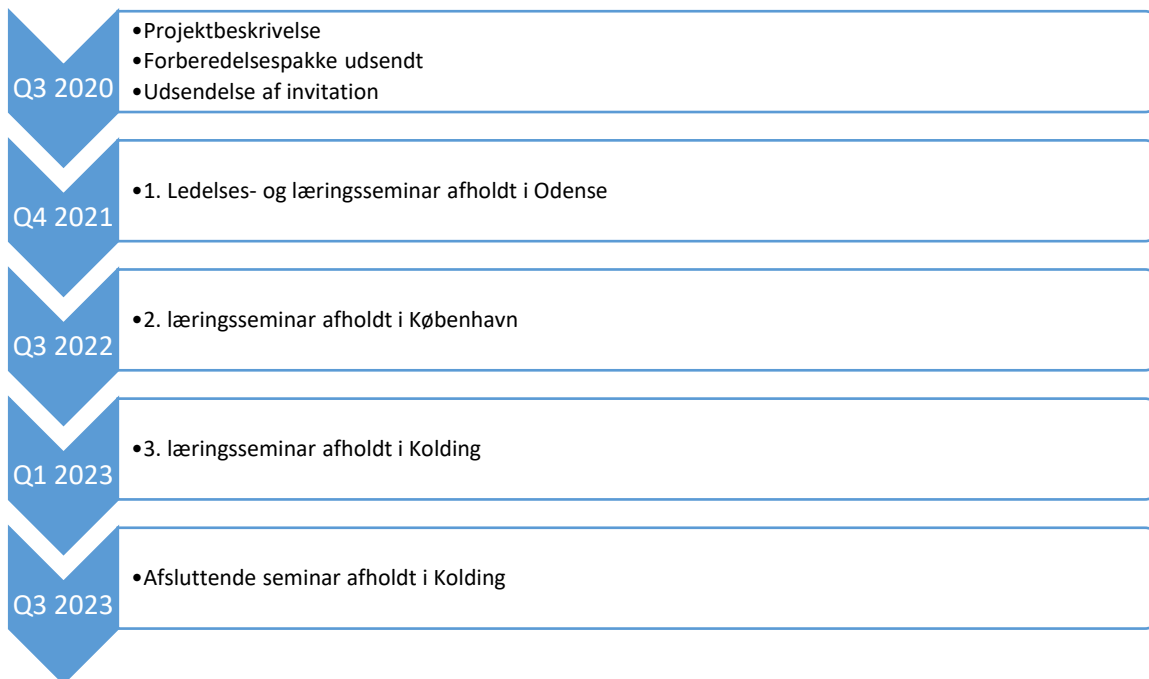 Q3 2020
•Projektbeskrivelse
•Forberedelsespakke udsendt
•Udsendelse af invitation
Q4 2021
•1. Ledelses- og læringsseminar afholdt i Odense
Q3 2022
•2. læringsseminar afholdt i København
Q1 2023
•3. læringsseminar afholdt i Kolding
Q3 2023
•Afsluttende seminar afholdt i Kolding